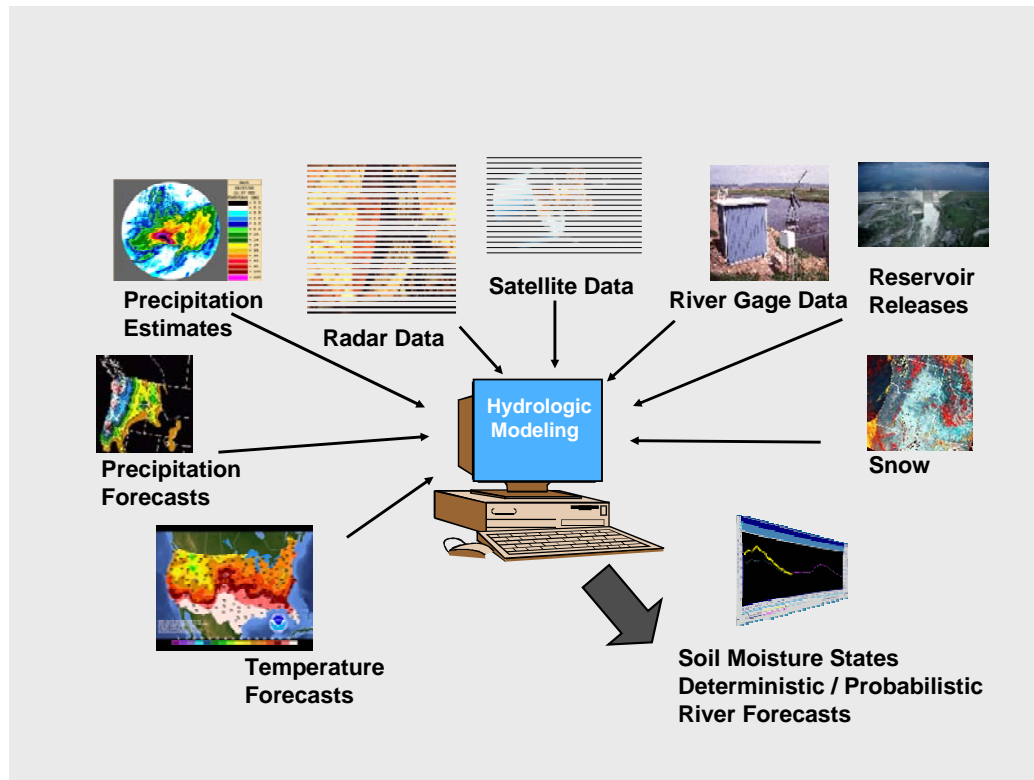 Precipitation
Estimates
Radar Data
Satellite Data
River Gage Data
Reservoir
Releases
Precipitation
Forecasts
Hydrologic
Modeling
Snow
Temperature
Forecasts
Soil Moisture States
Deterministic / Probabilistic
River Forecasts